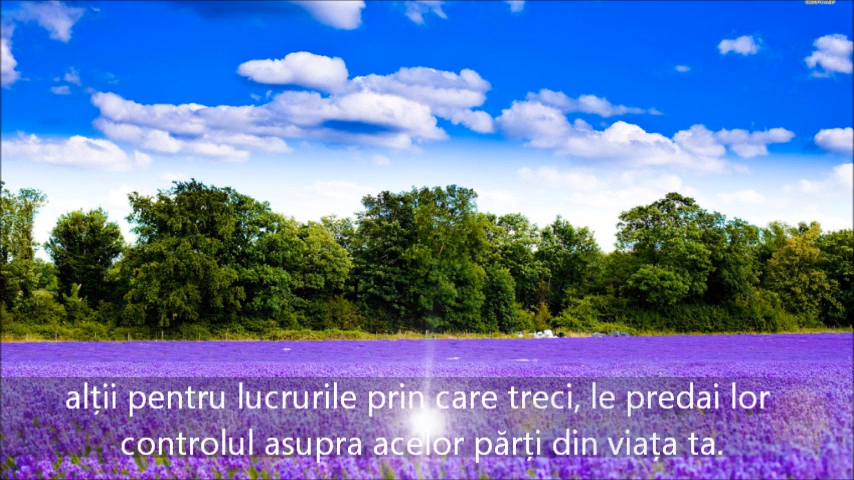 alții pentru lucrurile prin care treci, le predai lor
controlul asupra acelor părți din viața ta.